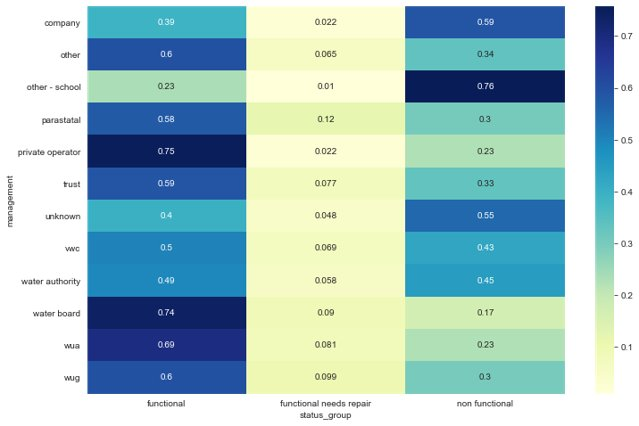 company 0.39 0.022 0.59
other 0.6 0.065 0.34
other - school 0.23 0.01 0.76
parastatal 0.58 0.12 0.3
private operator 0.75 0.022 0.23
trust 0.59 0.077 0.33
unknown 0.4 0.048 0.55
vwc 0.5 0.069 0.43
water authority 0.49 0.058 0.45
water board 0.74 0.09 0.17
wua 0.69 0.081 0.23
wug 0.6 0.099 0.3
management
functional functional needs repair non functional
status_group
0.7
0.6
0.5
0.4
0.3
0.2
0.1